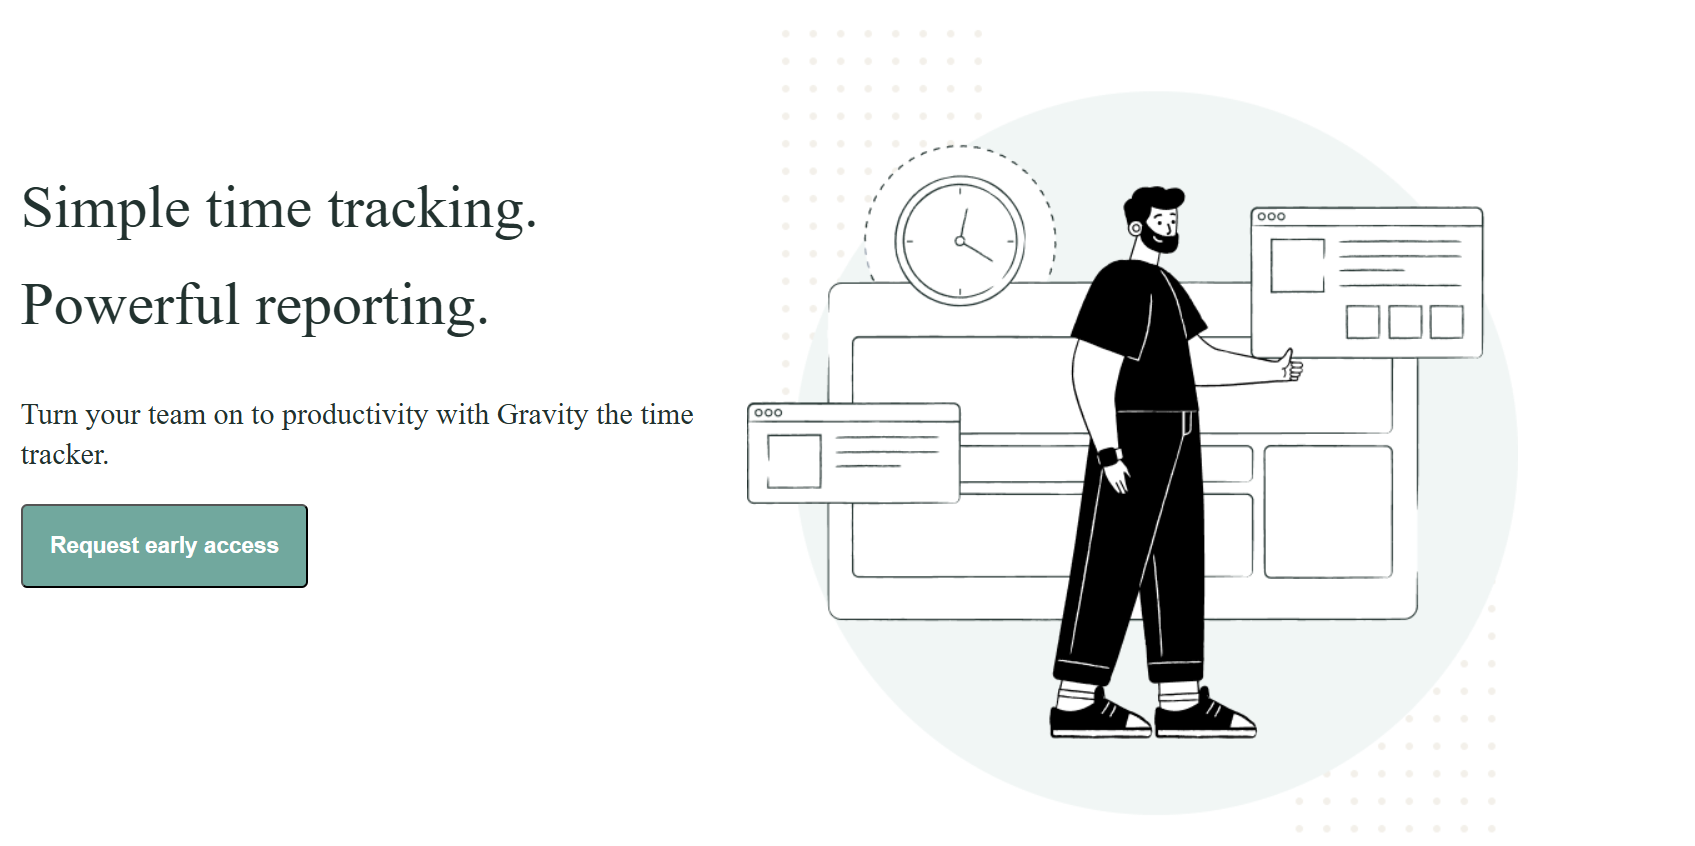 Simple time tracking.
Powerful reporting.
Turn your team on to productivity with Gravity the time
tracker.
Request early access